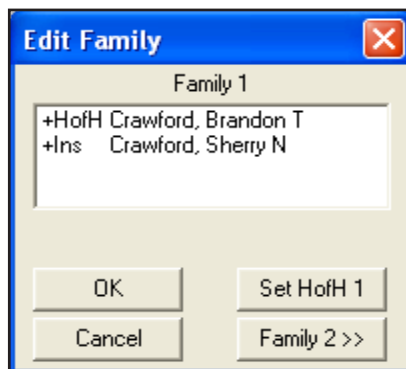 Edit Family
Family 1
+HofH Crawford, Brandon T
+Ins Crawford, Sherry N
OK
Set HofH 1
Cancel
Family 2 >>